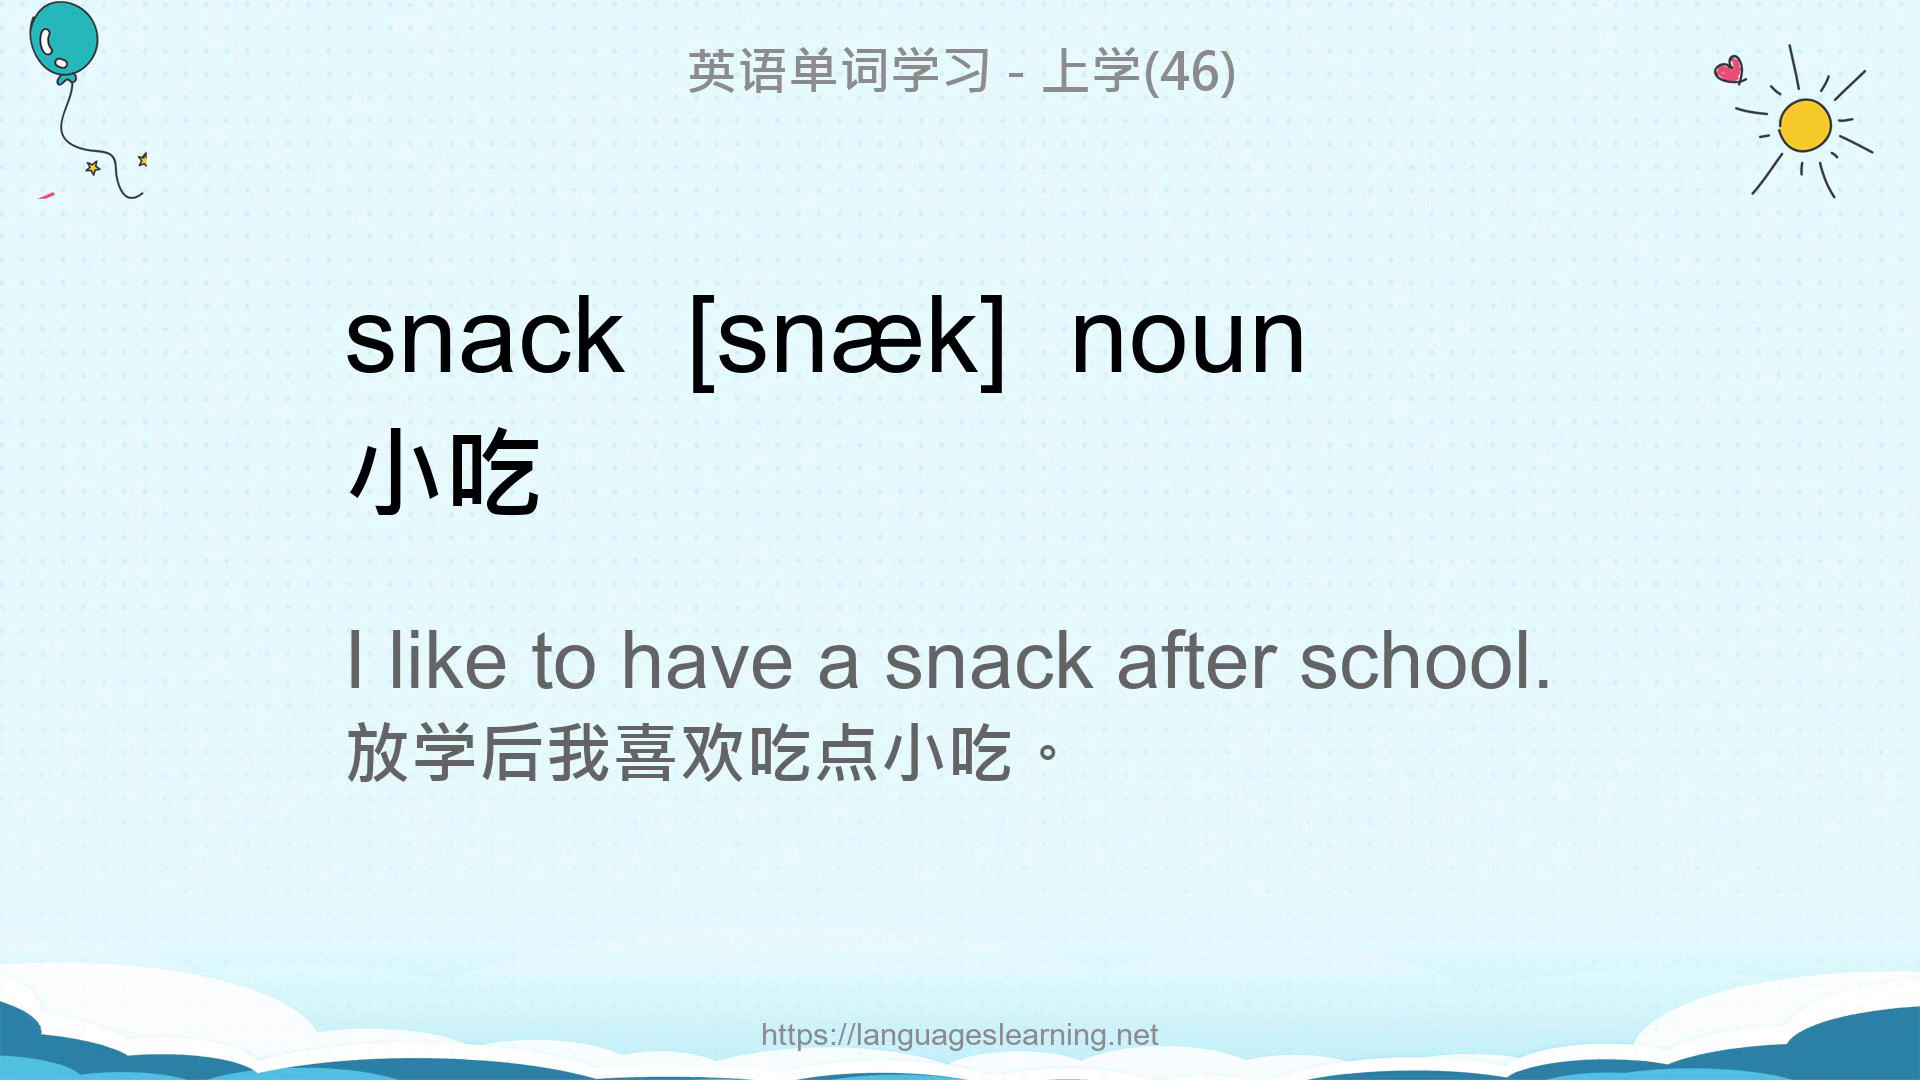 英语单词学习 - 上学(46)
snack [snæk] noun
小吃
I like to have a snack after school.
放学后我喜欢吃点小吃。
https://languageslearning.net